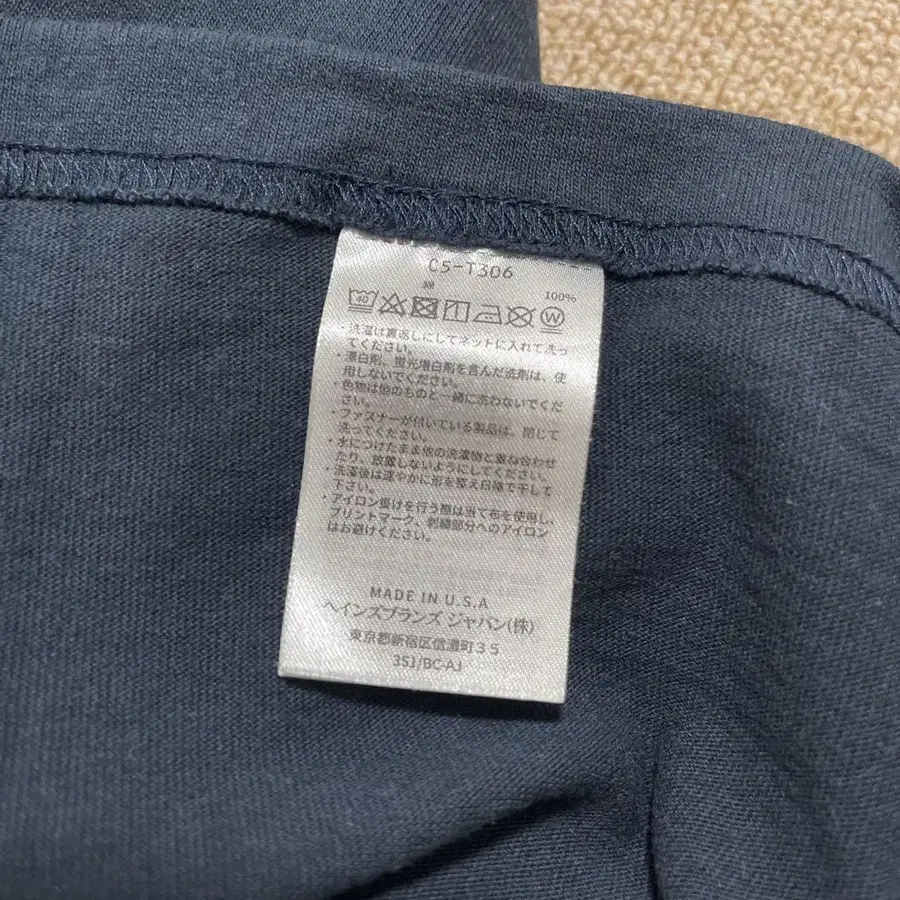 C5-T306
綿 100%
40
W
・洗濯は裏返しにしてネットに入れて洗っ
てください。
・漂白剤、蛍光増白剤を含んだ洗剤は、使
用しないでください。
・色物は他のものと一緒に洗わないでくだ
さい。
・ファスナーが付いている製品は、閉じて
洗ってください。
・水につけたまま他の洗濯物と重ね合わせ
たり、放置しないようにしてください。
・洗濯後は速やかに形を整え日陰で干して
下さい。
・アイロン掛けを行う際は当て布を使用し、
プリントマーク、刺繍部分へのアイロン
はお避けください。
MADE IN U.S.A
ヘインズブランズ ジャパン(株)
東京都新宿区信濃町35
3S1/BC-AJ